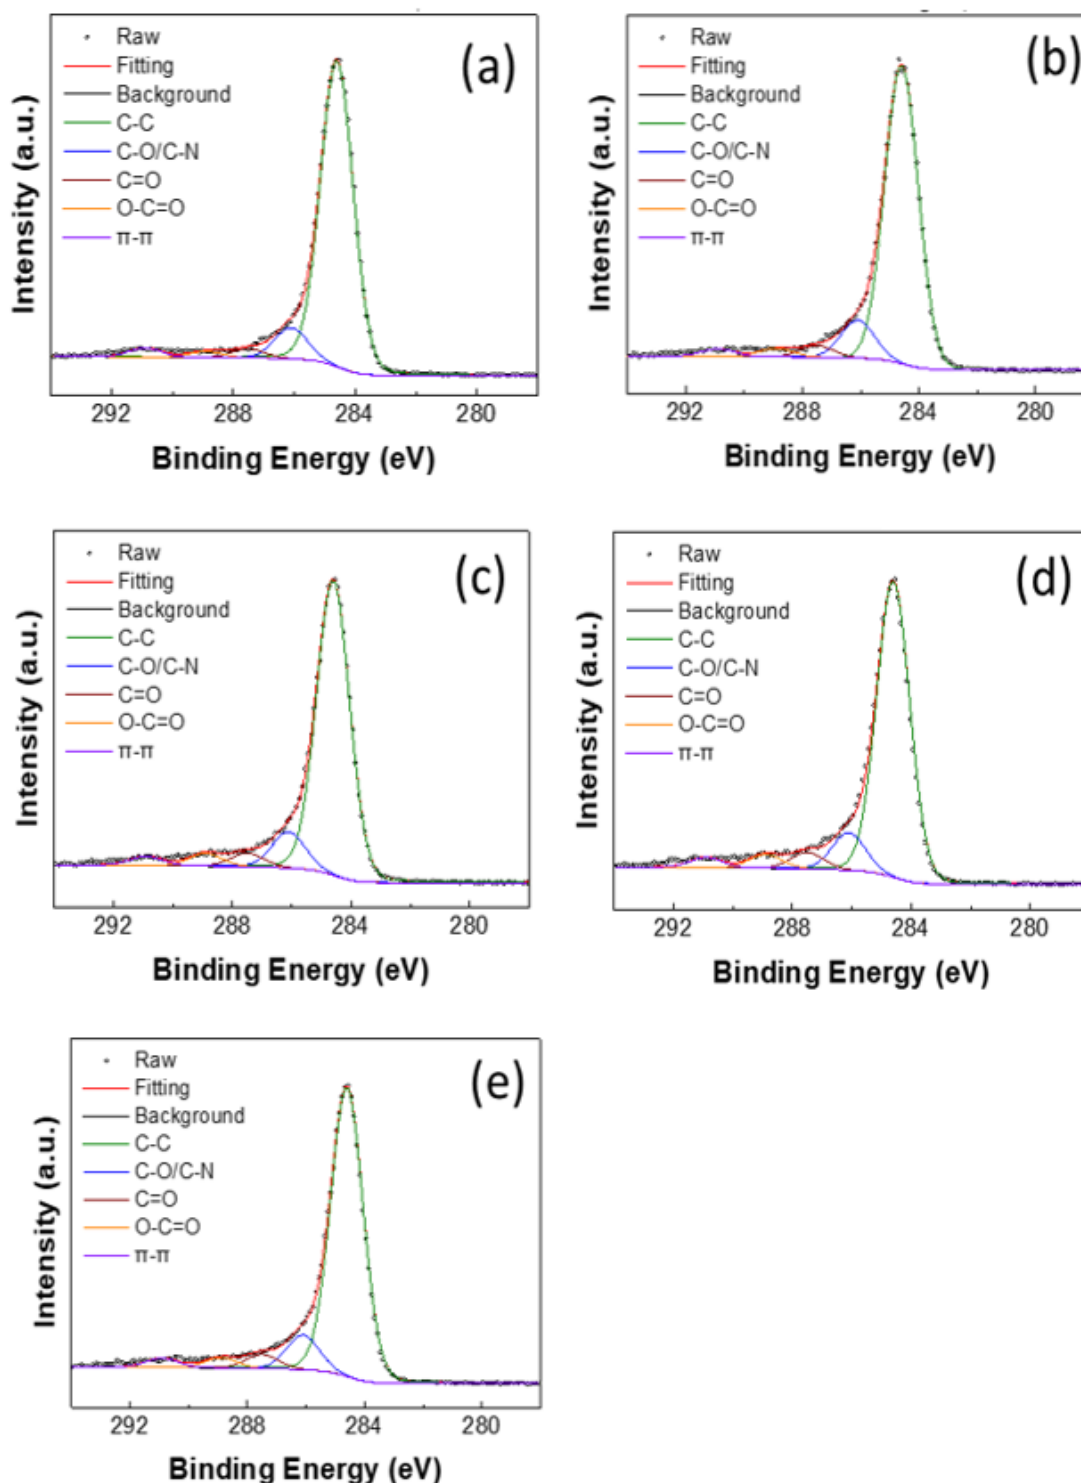 Raw
Fitting
Background
C-C
C-O/C-N
C=O
O-C=O
π-π
(a)
Intensity (a.u.)
292 288 284 280
Binding Energy (eV)
Raw
Fitting
Background
C-C
C-O/C-N
C=O
O-C=O
π-π
(b)
Intensity (a.u.)
292 288 284 280
Binding Energy (eV)
Raw
Fitting
Background
C-C
C-O/C-N
C=O
O-C=O
π-π
(c)
Intensity (a.u.)
292 288 284 280
Binding Energy (eV)
Raw
Fitting
Background
C-C
C-O/C-N
C=O
O-C=O
π-π
(d)
Intensity (a.u.)
292 288 284 280
Binding Energy (eV)
Raw
Fitting
Background
C-C
C-O/C-N
C=O
O-C=O
π-π
(e)
Intensity (a.u.)
292 288 284 280
Binding Energy (eV)